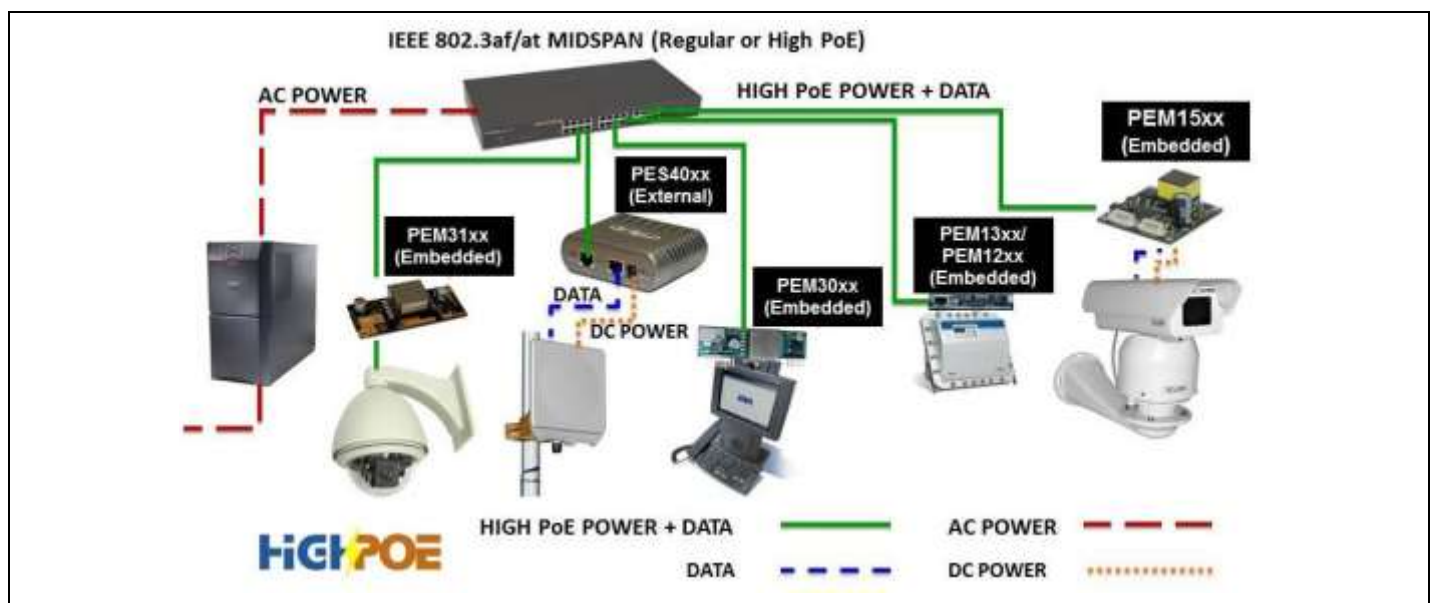 IEEE 802.3af/at MIDSPAN (Regular or High PoE)
AC POWER
HIGH PoE POWER + DATA
PEM15xx
(Embedded)
PES40xx
(External)
PEM31xx
(Embedded)
PEM13xx/
PEM12xx
(Embedded)
PEM30xx
(Embedded)
DATA
DC POWER
HIGH PoE POWER + DATA
AC POWER
HiGHPOE
DATA
DC POWER